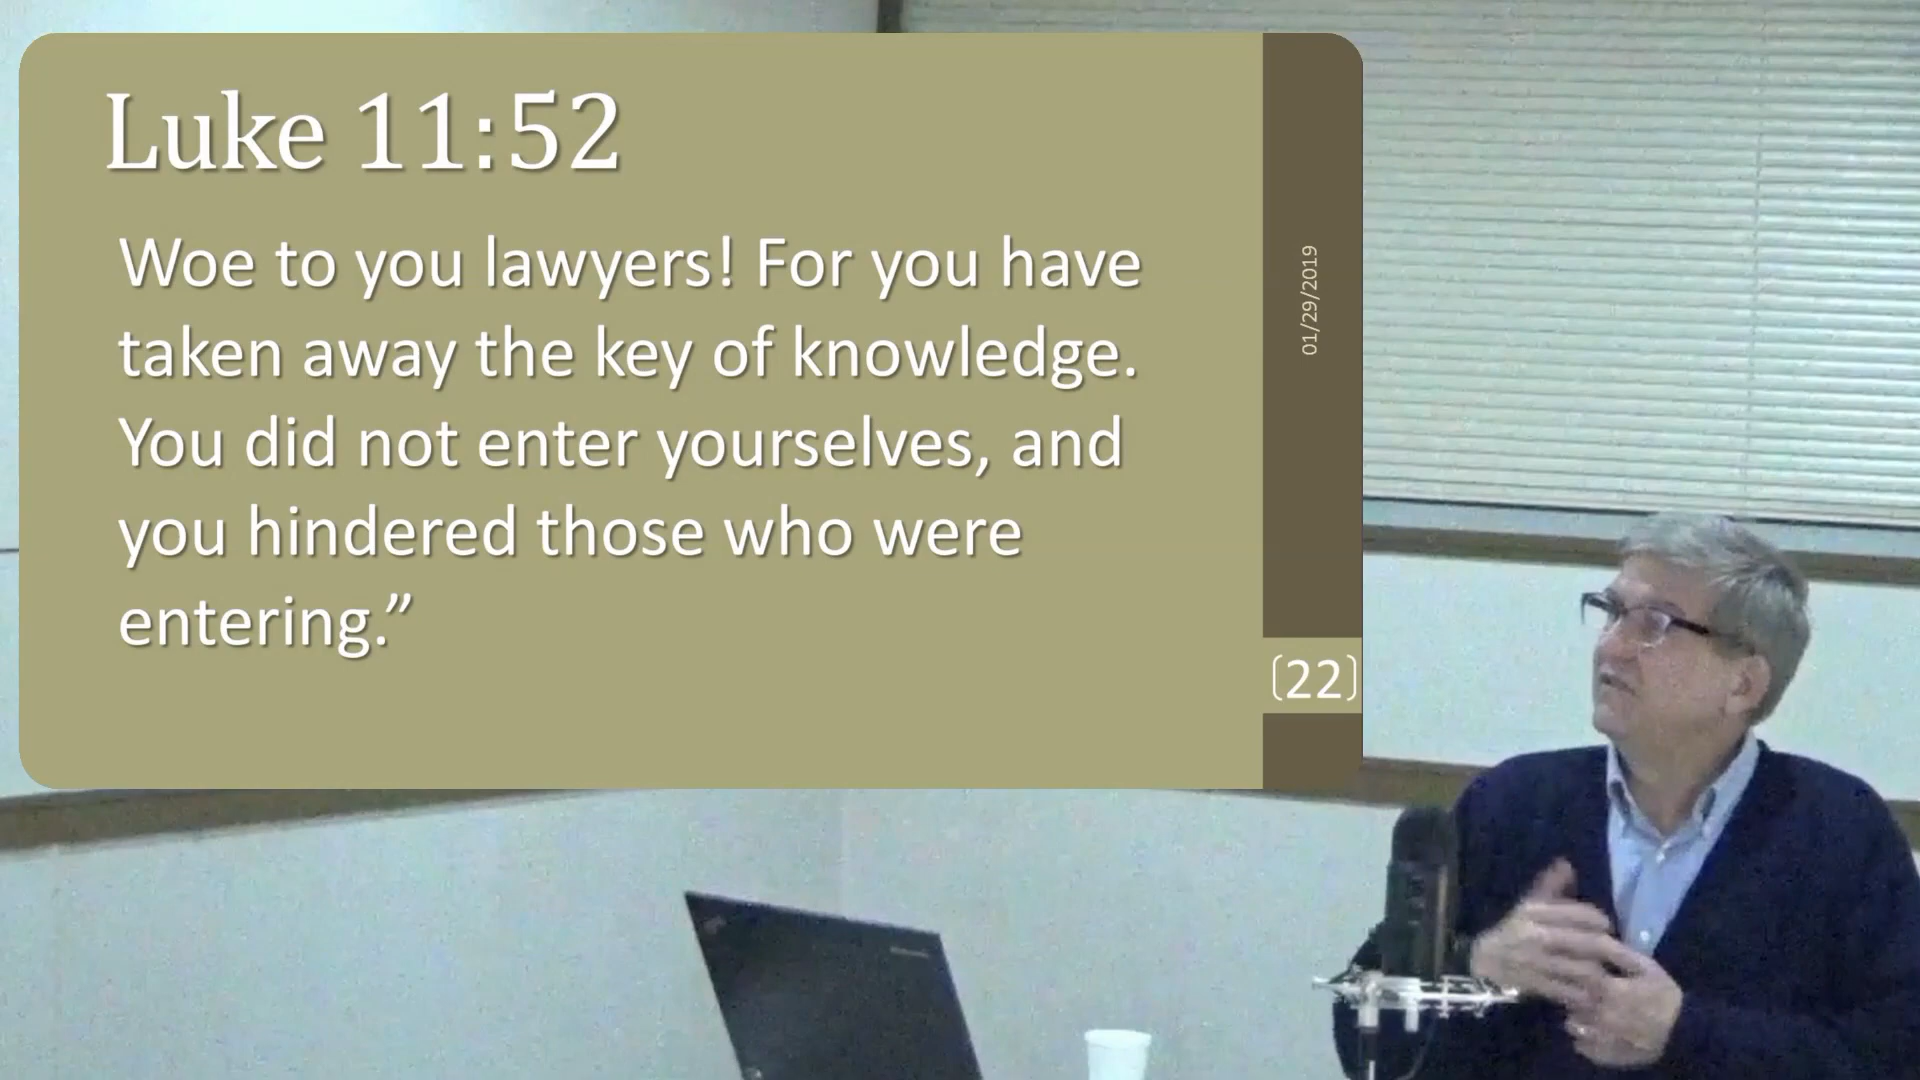 Luke 11:52
Woe to you lawyers! For you have
taken away the key of knowledge.
You did not enter yourselves, and
you hindered those who were
entering.”
01/29/2019
22